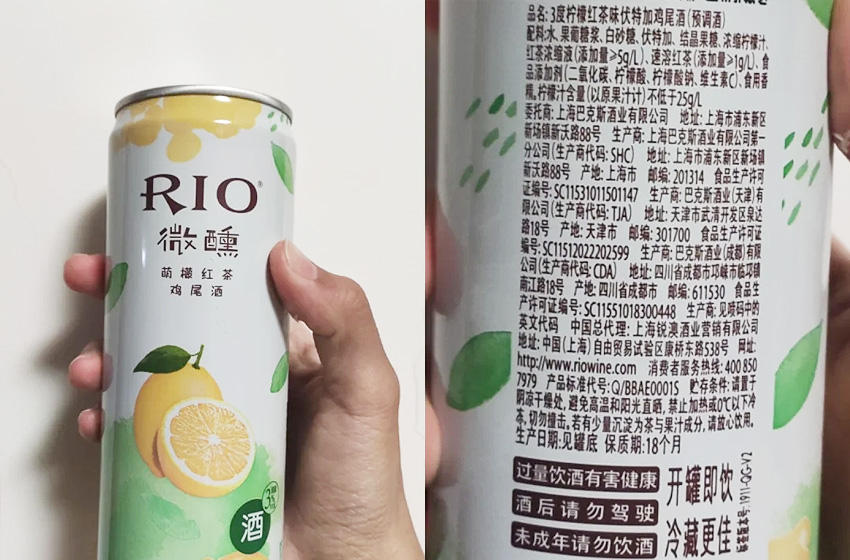 RIO®
微醺
萌檬红茶
鸡尾酒
3%
酒
品名: 3度柠檬红茶味伏特加鸡尾酒(预调酒)
配料:水、果葡糖浆、白砂糖、伏特加、结晶果糖、浓缩柠檬汁、
红茶浓缩液(添加量≥5g/L)、速溶红茶(添加量≥1g/L)、食
品添加剂(二氧化碳、柠檬酸、柠檬酸钠、维生素C)、食用香
精。柠檬汁含量(以原果汁计)不低于25g/L
委托商: 上海巴克斯酒业有限公司 地址: 上海市浦东新区
新场镇新沃路88号 生产商: 上海巴克斯酒业有限公司第一
分公司(生产商代码: SHC) 地址: 上海市浦东新区新场镇
新沃路88号 产地: 上海市 邮编: 201314 食品生产许可
证编号: SC11531011501147 生产商: 巴克斯酒业(天津)有
限公司(生产商代码: TJA) 地址: 天津市武清开发区泉达
路18号 产地: 天津市 邮编: 301700 食品生产许可证
编号: SC11512022202599 生产商: 巴克斯酒业(成都)有限
公司(生产商代码: CDA) 地址: 四川省成都市邛崃市临邛镇
南江路18号 产地: 四川省成都市 邮编: 611530 食品生
产许可证编号: SC11551018300448 生产商: 见喷码中的
英文代码 中国总代理: 上海锐澳酒业营销有限公司
地址: 中国(上海)自由贸易试验区康桥东路538号 网址:
http://www.riowine.com 消费者服务热线: 400 850
7979 产品标准代号: Q/BBAE0001S 贮存条件: 请置于
阴凉干燥处, 避免高温和阳光直晒, 禁止加热或0℃以下冷
冻, 切勿撞击。若有少量沉淀为茶与果汁成分, 请放心饮用。
生产日期: 见罐底 保质期: 18个月
过量饮酒有害健康
酒后请勿驾驶
未成年请勿饮酒
开罐即饮
冷藏更佳
1911-QG-V2